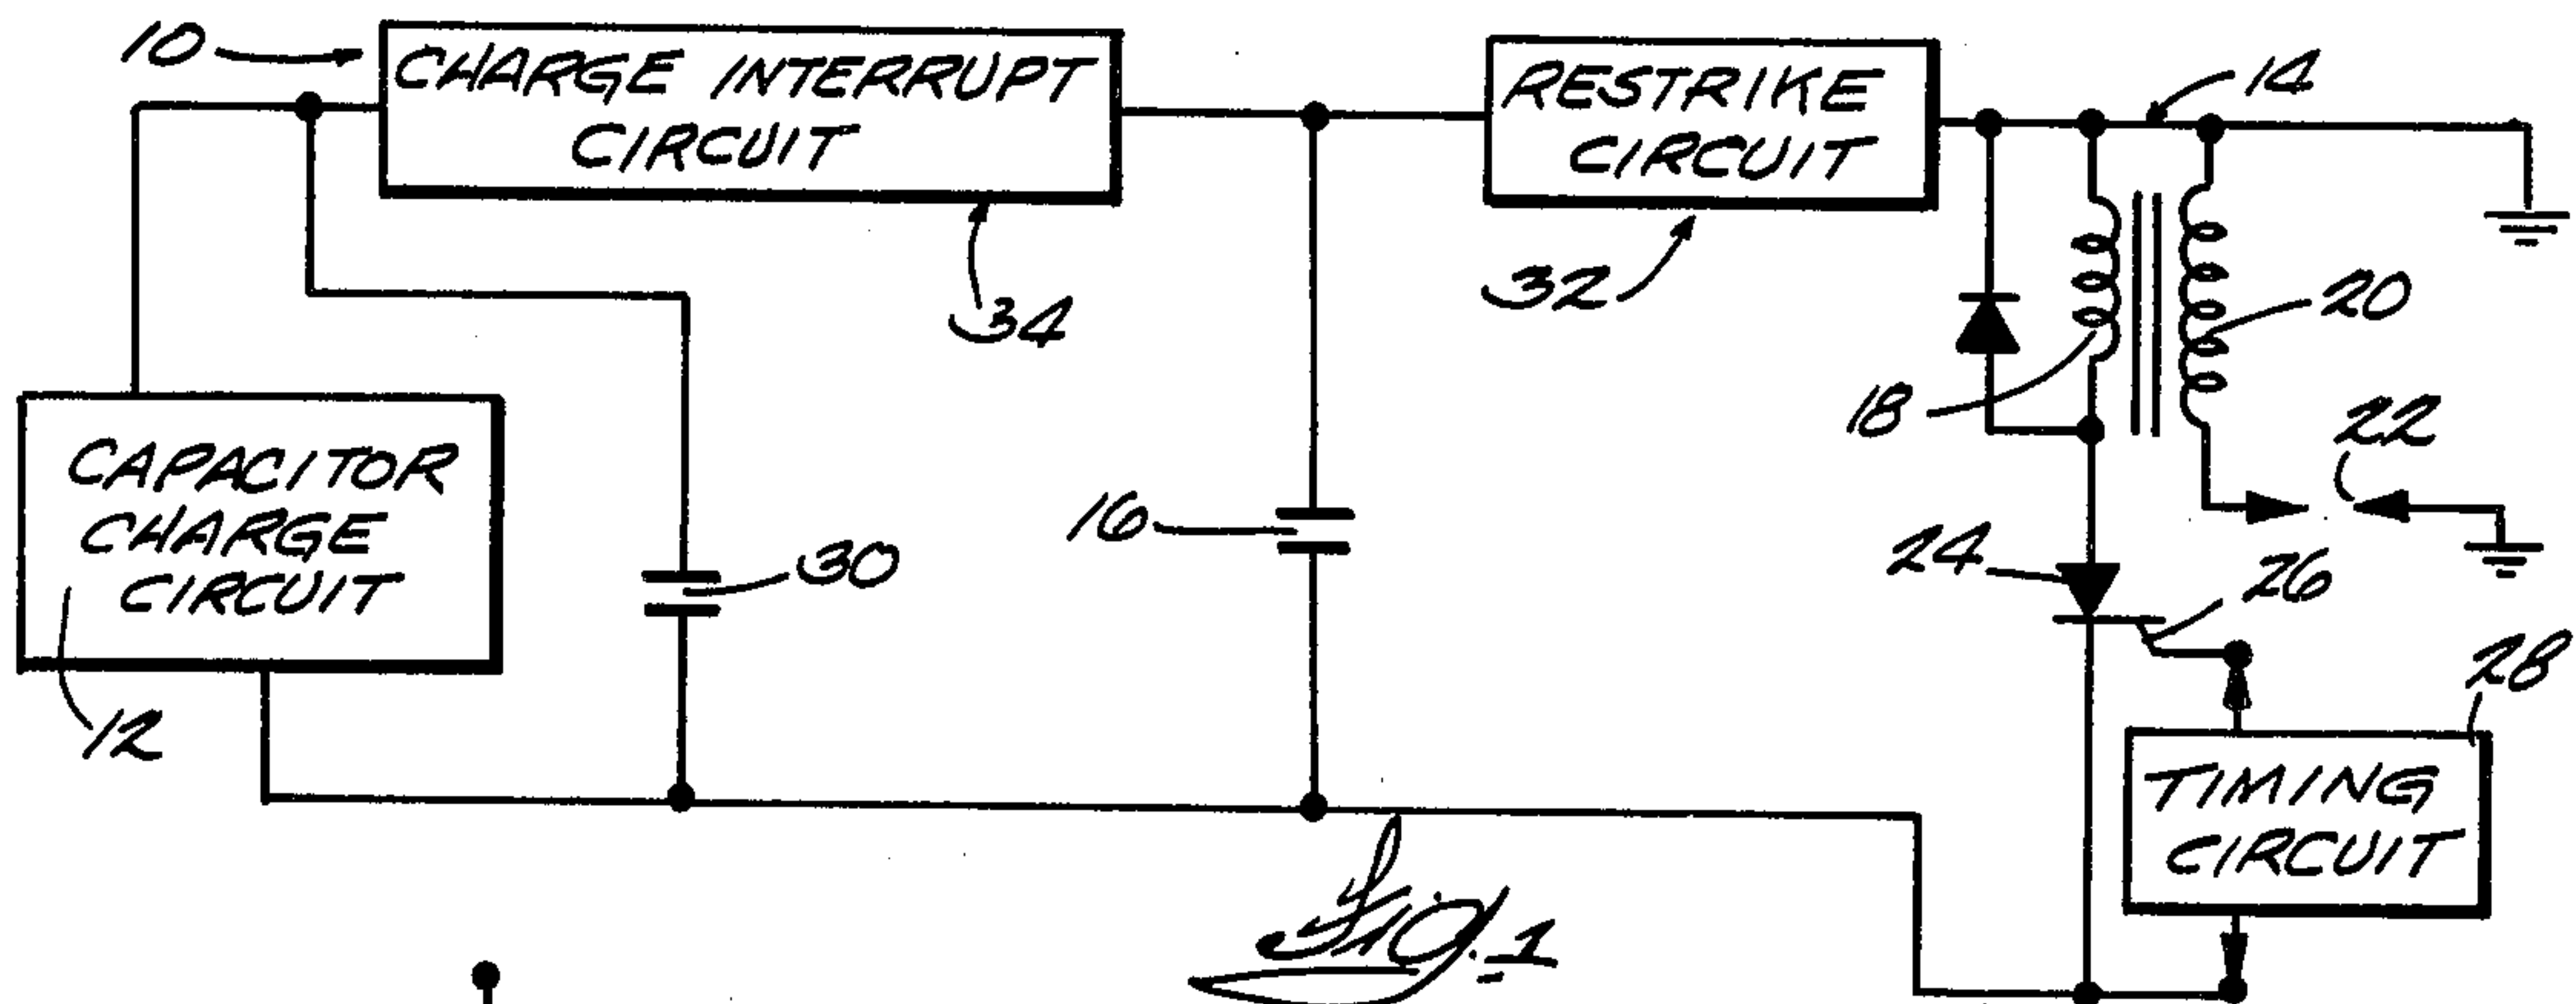 10
CHARGE INTERRUPT
CIRCUIT
RESTRIKE
CIRCUIT
14
34
32
20
18
22
CAPACITOR
CHARGE
CIRCUIT
16
30
24
26
12
28
TIMING
CIRCUIT
Fig. 1